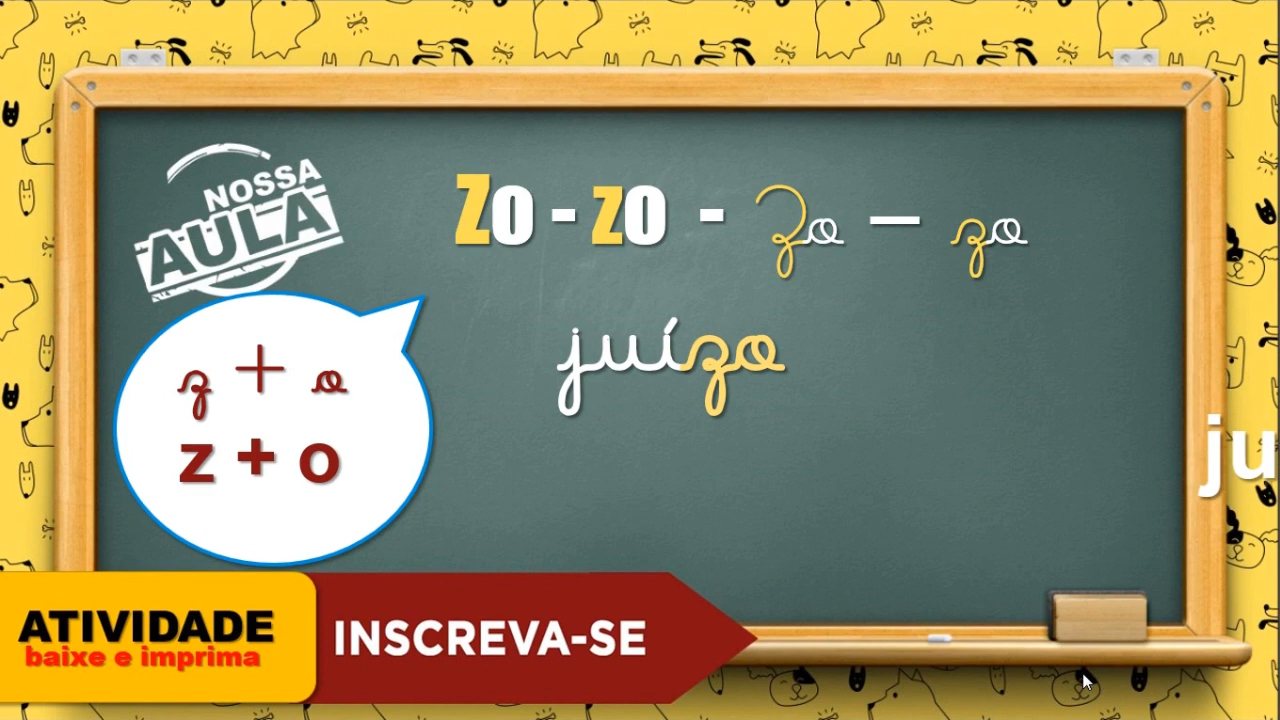 NOSSA
AULA
Zo - zo - Zo – zo
juízo
z + o
z + o
ju
ATIVIDADE
baixe e imprima
INSCREVA-SE